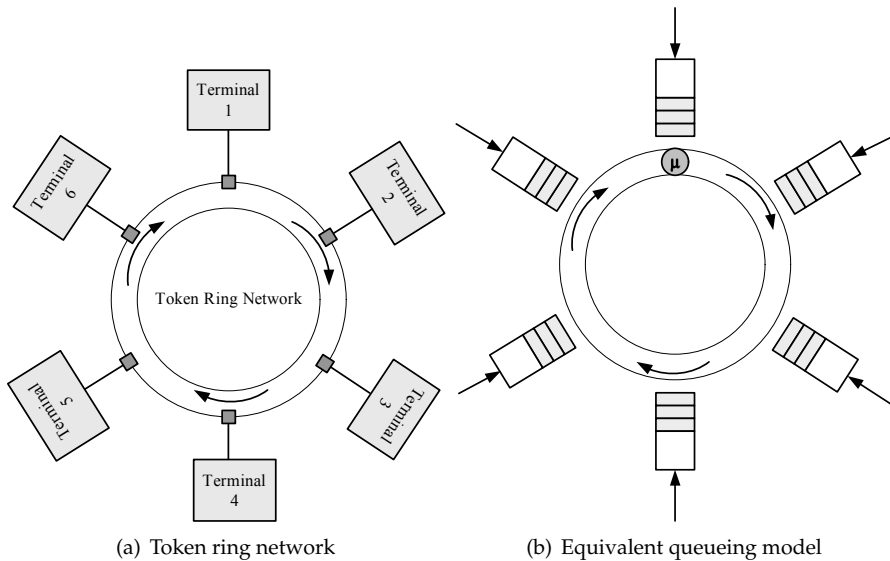 Terminal
1
Terminal
2
Terminal
3
Terminal
4
Terminal
5
Terminal
6
Token Ring Network
μ
(a) Token ring network
(b) Equivalent queueing model